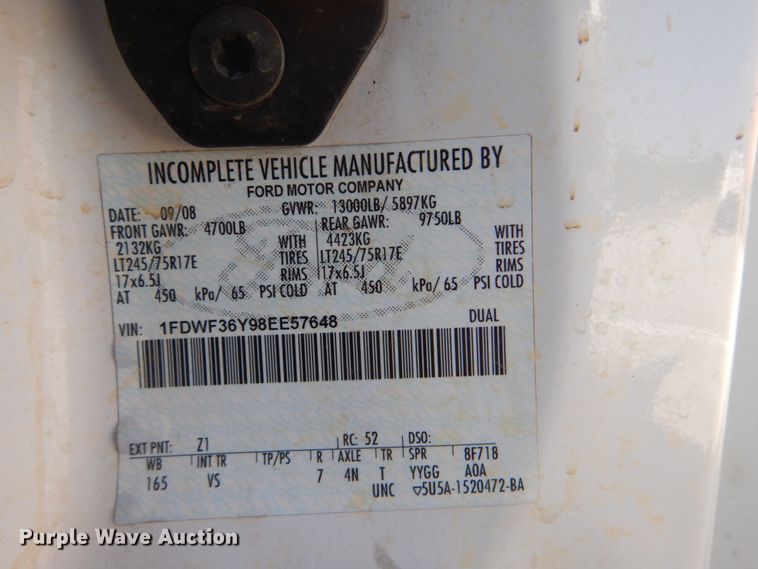 INCOMPLETE VEHICLE MANUFACTURED BY
FORD MOTOR COMPANY
DATE: 09/08 GVWR: 13000LB/ 5897KG
FRONT GAWR: 4700LB REAR GAWR: 9750LB
2132KG WITH 4423KG WITH
LT245/75R17E TIRES LT245/75R17E TIRES
17x6.5J RIMS 17x6.5J RIMS
AT 450 kPa/ 65 PSI COLD AT 450 kPa/ 65 PSI COLD
VIN: 1FDWF36Y98EE57648 DUAL
EXT PNT: Z1 RC: 52 DSO:
WB INT TR TP/PS R AXLE TR SPR 8F718
165 VS 7 4N T YYGG AOA
UNC ▽5U5A-1520472-BA
Purple Wave Auction